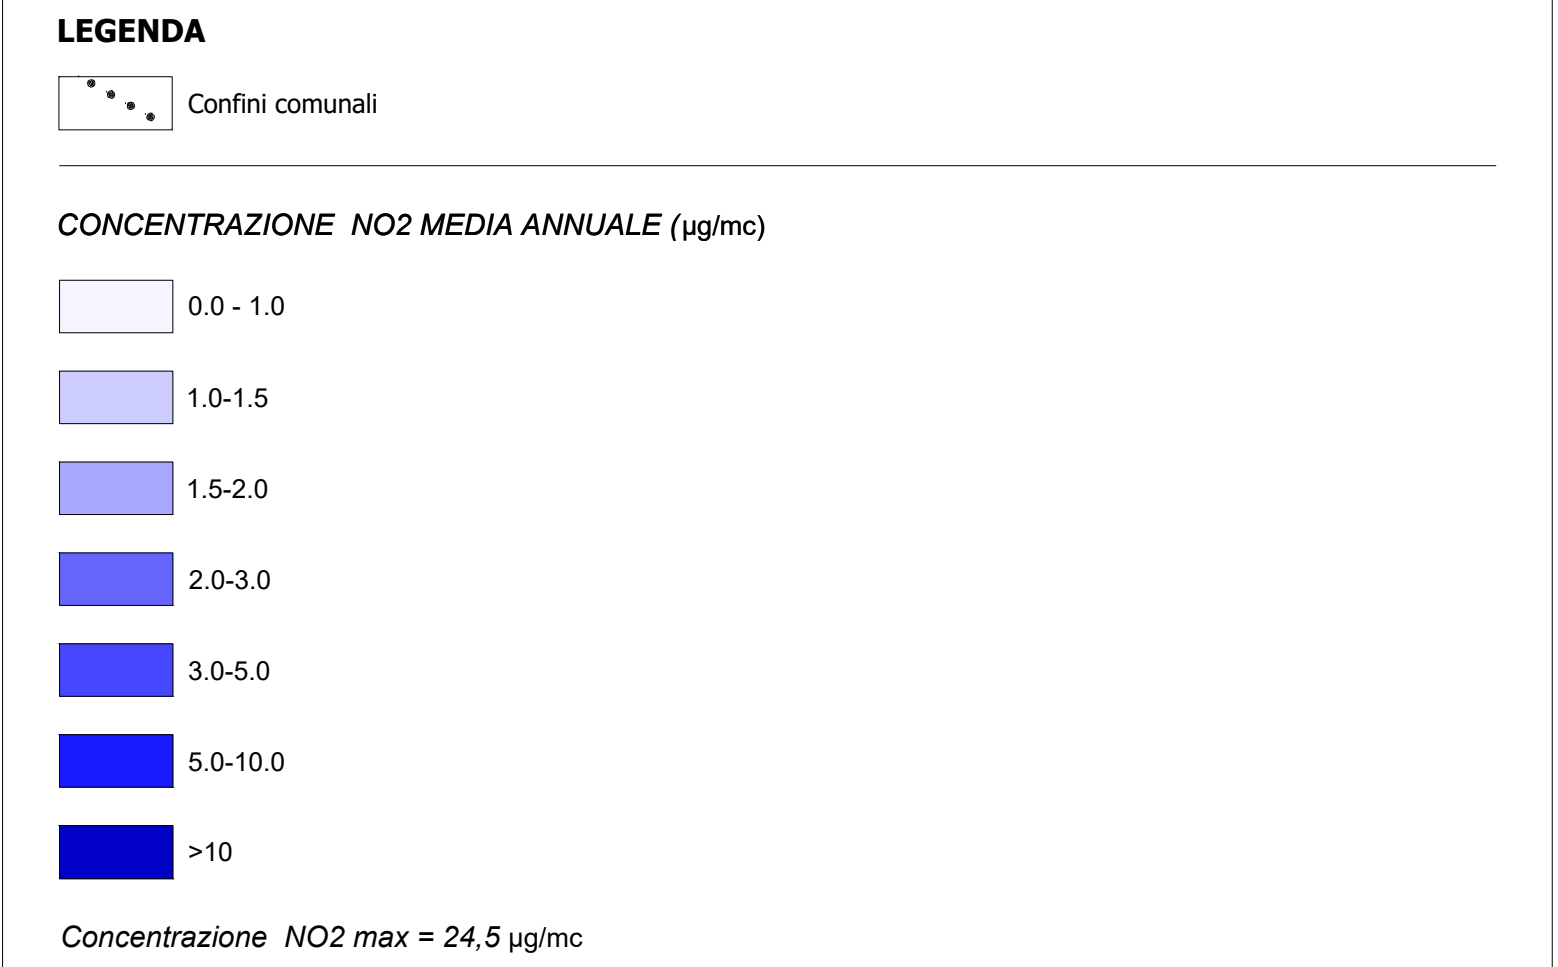 LEGENDA
Confini comunali
CONCENTRAZIONE  NO2 MEDIA ANNUALE (µg/mc)
0.0 - 1.0
1.0-1.5
1.5-2.0
2.0-3.0
3.0-5.0
5.0-10.0
>10
Concentrazione  NO2 max = 24,5 µg/mc